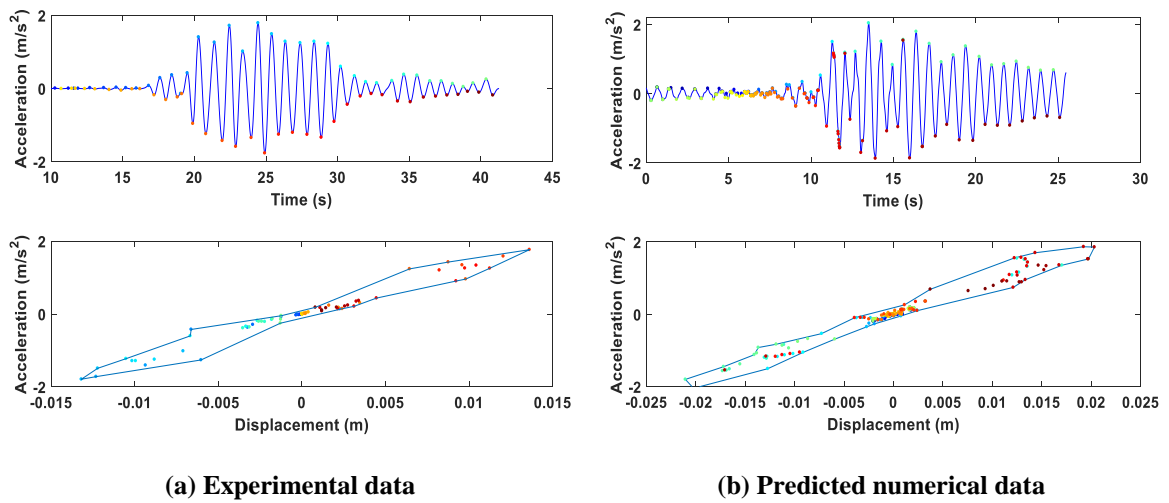 2
0
-2
Acceleration (m/s²)
10 15 20 25 30 35 40 45
Time (s)
2
0
-2
Acceleration (m/s²)
0 5 10 15 20 25 30
Time (s)
2
0
-2
Acceleration (m/s²)
-0.015 -0.01 -0.005 0 0.005 0.01 0.015
Displacement (m)
2
0
-2
Acceleration (m/s²)
-0.025 -0.02 -0.015 -0.01 -0.005 0 0.005 0.01 0.015 0.02 0.025
Displacement (m)
(a) Experimental data
(b) Predicted numerical data